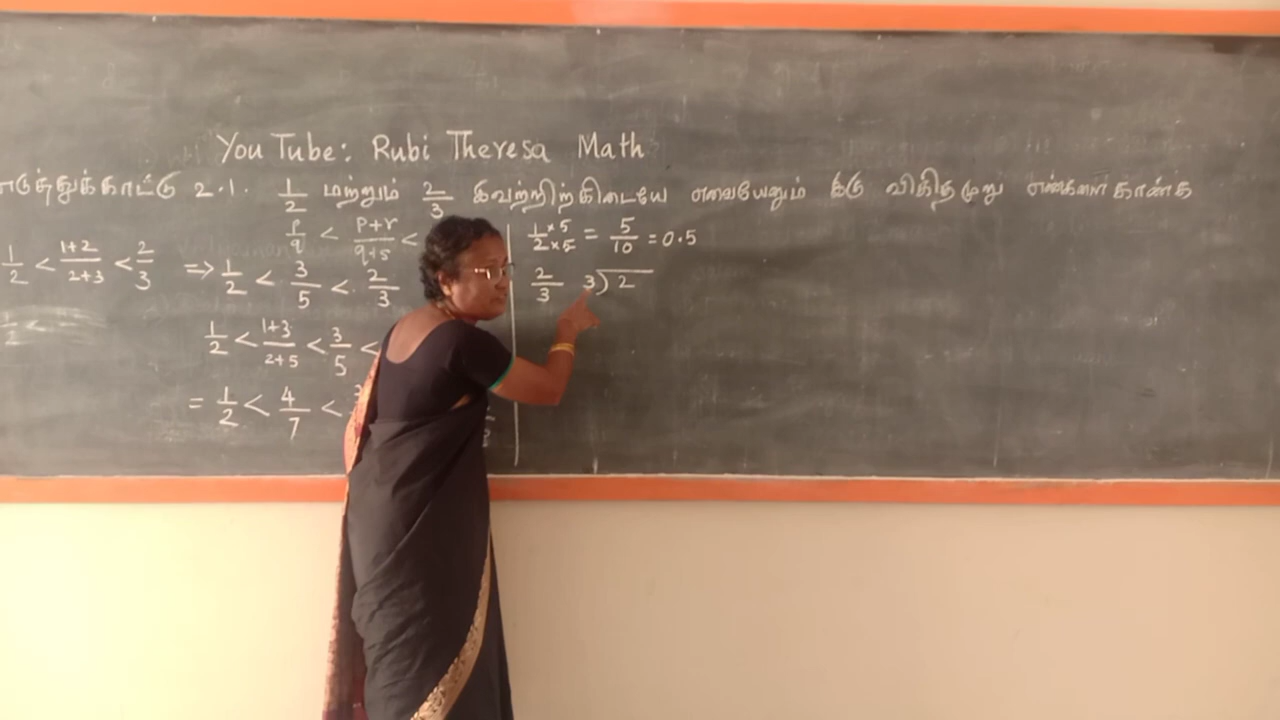 You Tube: Rubi Theresa Math
எடுத்துக்காட்டு 2.1. 1/2 மற்றும் 2/3 இவற்றிற்கிடையே எவையேனும் இரு விகிதமுறு எண்களைக் காண்க
p/q < p+r/q+s <
1/2 < 1+2/2+3 < 2/3 ⇒ 1/2 < 3/5 < 2/3
1/2 < 1+3/2+5 < 3/5 <
= 1/2 < 4/7 <
1×5/2×5 = 5/10 = 0.5
2/3 3) 2